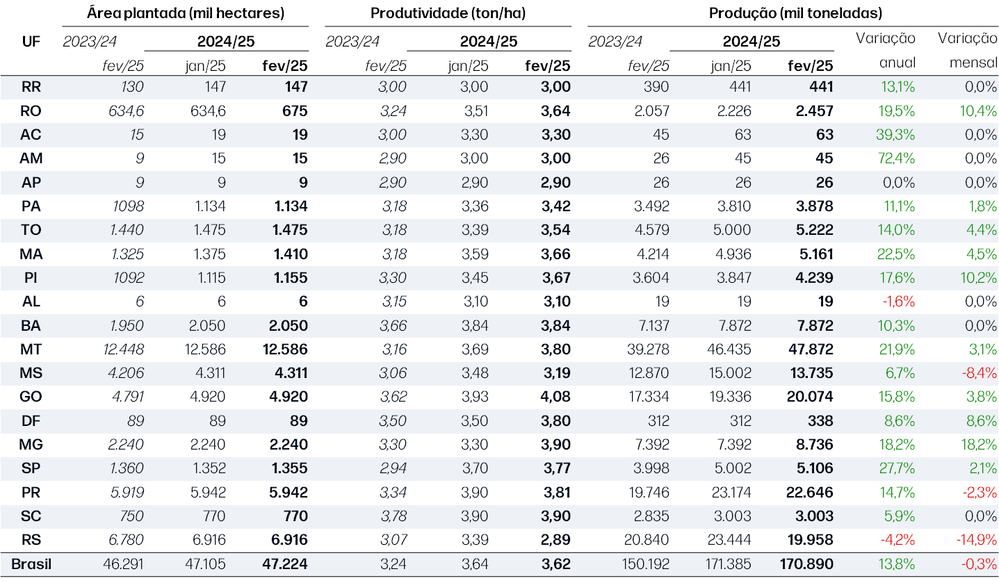 Área plantada (mil hectares) Produtividade (ton/ha) Produção (mil toneladas)
UF 2023/24 2024/25 2023/24 2024/25 2023/24 2024/25 Variação anual Variação mensal
fev/25 jan/25 fev/25 fev/25 jan/25 fev/25 fev/25 jan/25 fev/25
RR 130 147 147 3,00 3,00 3,00 390 441 441 13,1% 0,0%
RO 634,6 634,6 675 3,24 3,51 3,64 2.057 2.226 2.457 19,5% 10,4%
AC 15 19 19 3,00 3,30 3,30 45 63 63 39,3% 0,0%
AM 9 15 15 2,90 3,00 3,00 26 45 45 72,4% 0,0%
AP 9 9 9 2,90 2,90 2,90 26 26 26 0,0% 0,0%
PA 1098 1.134 1.134 3,18 3,36 3,42 3.492 3.810 3.878 11,1% 1,8%
TO 1.440 1.475 1.475 3,18 3,39 3,54 4.579 5.000 5.222 14,0% 4,4%
MA 1.325 1.375 1.410 3,18 3,59 3,66 4.214 4.936 5.161 22,5% 4,5%
PI 1092 1.115 1.155 3,30 3,45 3,67 3.604 3.847 4.239 17,6% 10,2%
AL 6 6 6 3,15 3,10 3,10 19 19 19 -1,6% 0,0%
BA 1.950 2.050 2.050 3,66 3,84 3,84 7.137 7.872 7.872 10,3% 0,0%
MT 12.448 12.586 12.586 3,16 3,69 3,80 39.278 46.435 47.872 21,9% 3,1%
MS 4.206 4.311 4.311 3,06 3,48 3,19 12.870 15.002 13.735 6,7% -8,4%
GO 4.791 4.920 4.920 3,62 3,93 4,08 17.334 19.336 20.074 15,8% 3,8%
DF 89 89 89 3,50 3,50 3,80 312 312 338 8,6% 8,6%
MG 2.240 2.240 2.240 3,30 3,30 3,90 7.392 7.392 8.736 18,2% 18,2%
SP 1.360 1.352 1.355 2,94 3,70 3,77 3.998 5.002 5.106 27,7% 2,1%
PR 5.919 5.942 5.942 3,34 3,90 3,81 19.746 23.174 22.646 14,7% -2,3%
SC 750 770 770 3,78 3,90 3,90 2.835 3.003 3.003 5,9% 0,0%
RS 6.780 6.916 6.916 3,07 3,39 2,89 20.840 23.444 19.958 -4,2% -14,9%
Brasil 46.291 47.105 47.224 3,24 3,64 3,62 150.192 171.385 170.890 13,8% -0,3%